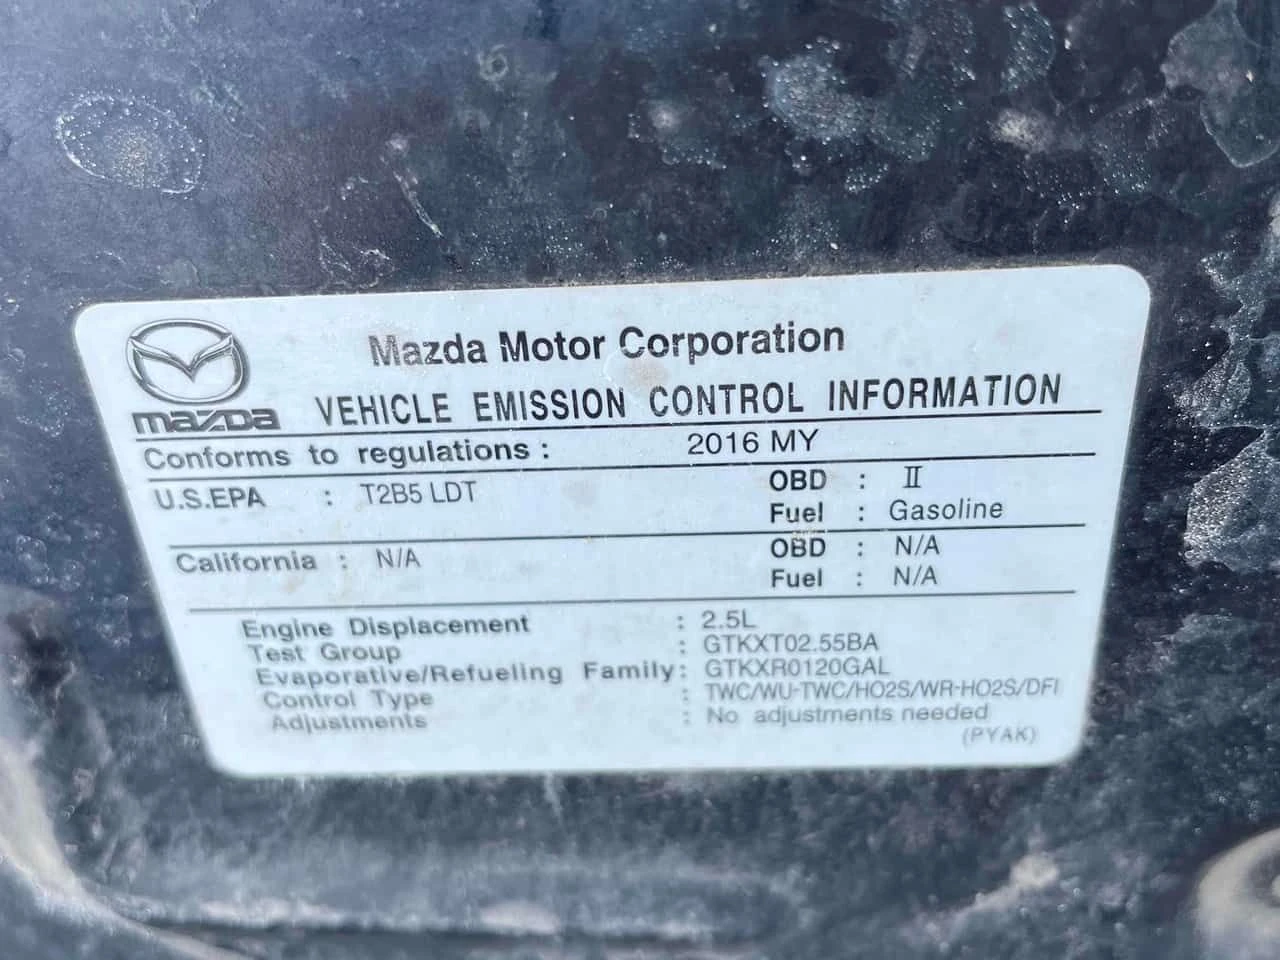 Mazda Motor Corporation
mazda VEHICLE EMISSION CONTROL INFORMATION
Conforms to regulations : 2016 MY
U.S.EPA : T2B5 LDT OBD : II
Fuel : Gasoline
California : N/A OBD : N/A
Fuel : N/A
Engine Displacement : 2.5L
Test Group : GTKXT02.55BA
Evaporative/Refueling Family : GTKXR0120GAL
Control Type : TWC/WU-TWC/HO2S/WR-HO2S/DFI
Adjustments : No adjustments needed
(PYAK)